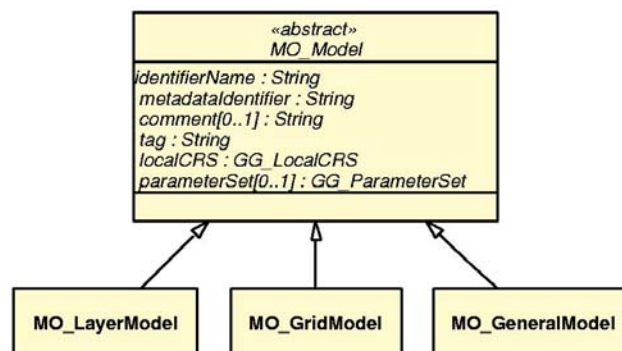 «abstract»
MO_Model
identifierName : String
metadataIdentifier : String
comment[0..1] : String
tag : String
localCRS : GG_LocalCRS
parameterSet[0..1] : GG_ParameterSet
MO_LayerModel
MO_GridModel
MO_GeneralModel